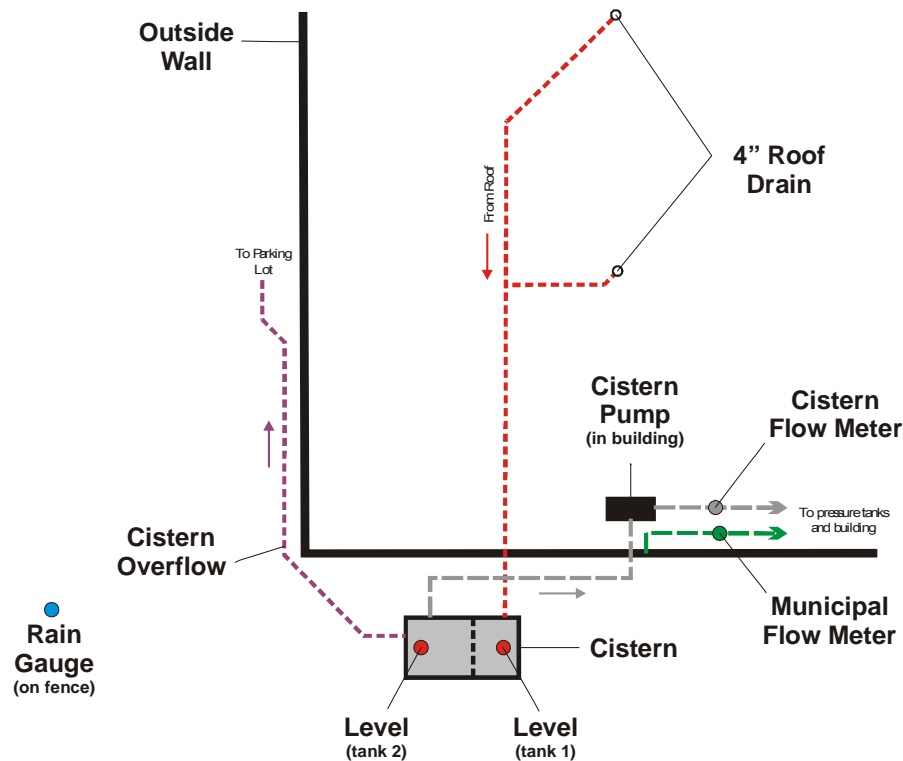 Outside
Wall
4” Roof
Drain
From Roof
To Parking
Lot
Cistern
Pump
(in building)
Cistern
Flow Meter
To pressure tanks
and building
Cistern
Overflow
Municipal
Flow Meter
Rain
Gauge
(on fence)
Cistern
Level
(tank 2)
Level
(tank 1)